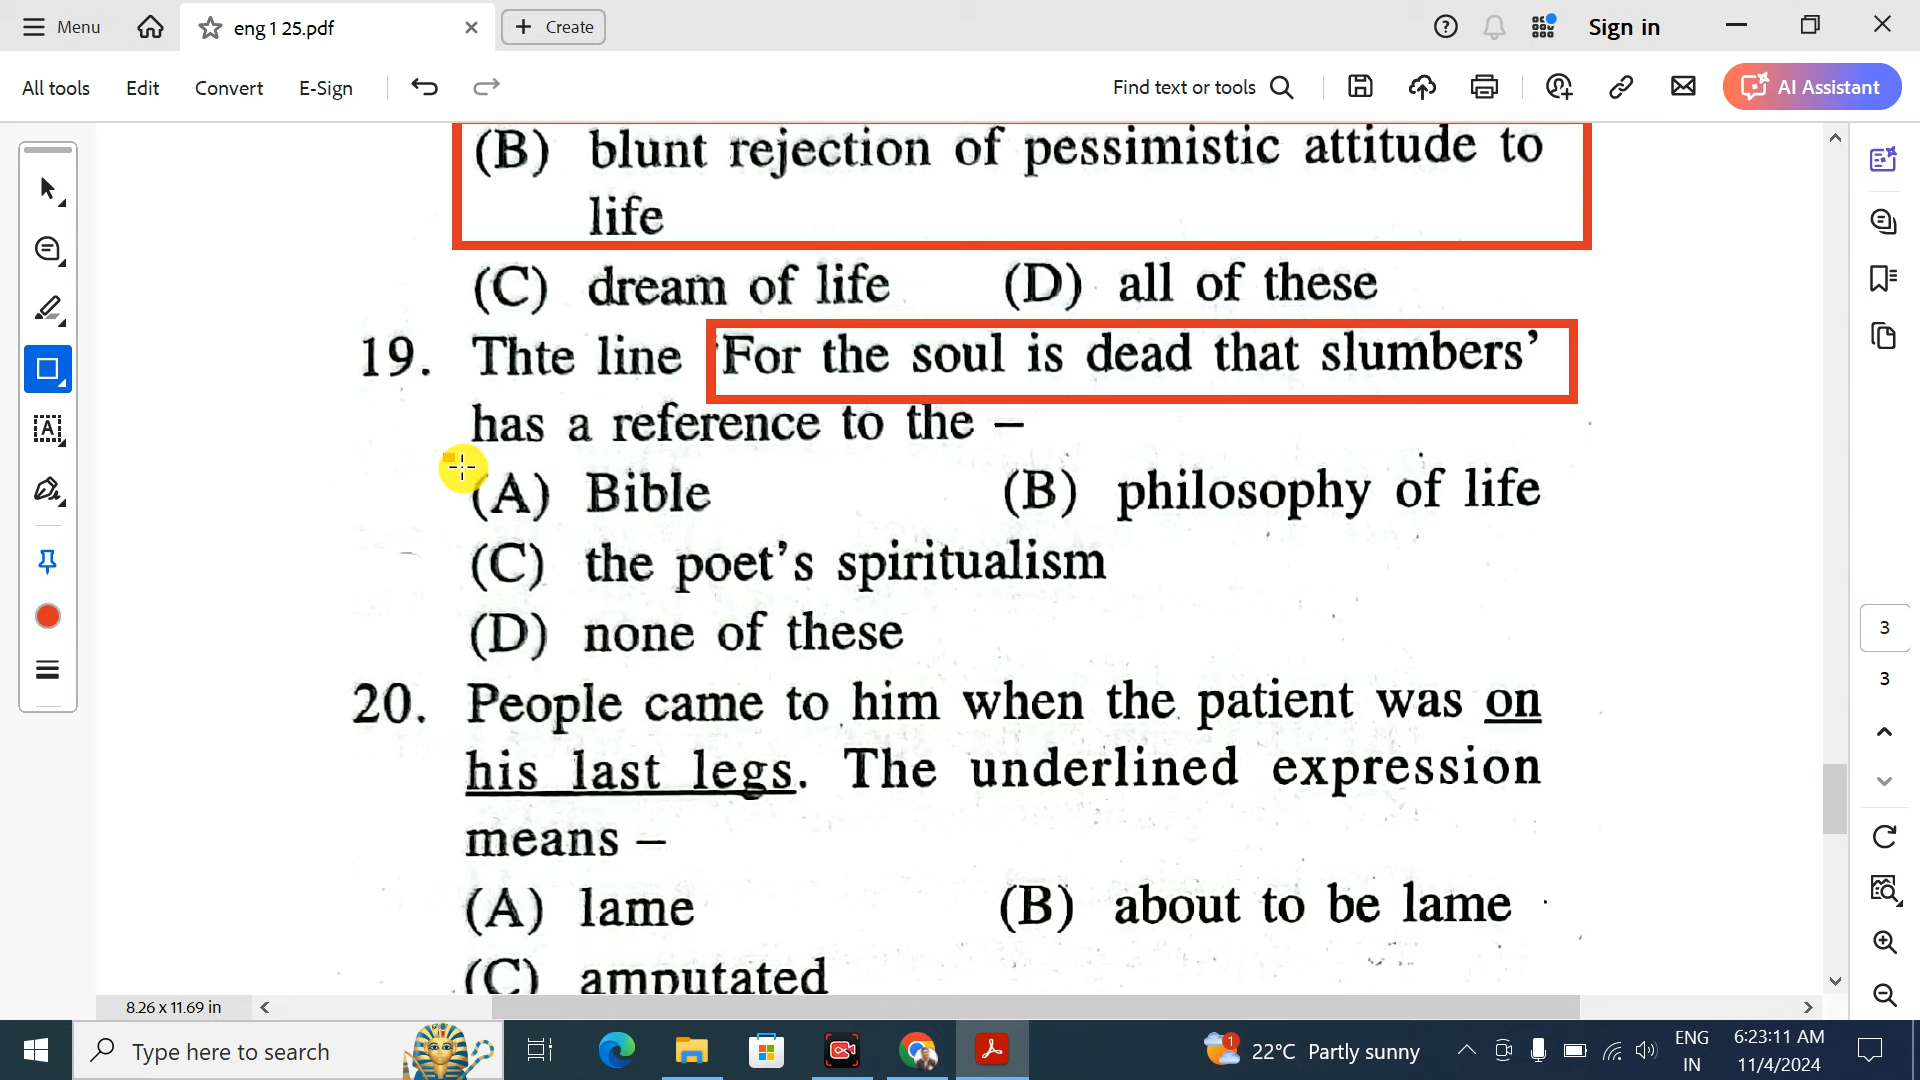 Menu
eng 1 25.pdf
Create
Sign in
All tools
Edit
Convert
E-Sign
Find text or tools
AI Assistant
(B) blunt rejection of pessimistic attitude to
life
(C) dream of life (D) all of these
19. Thte line 'For the soul is dead that slumbers'
has a reference to the –
(A) Bible (B) philosophy of life
(C) the poet's spiritualism
(D) none of these
20. People came to him when the patient was on
his last legs. The underlined expression
means –
(A) lame (B) about to be lame
(C) amputated
3
3
8.26 x 11.69 in
Type here to search
1
22°C Partly sunny
ENG
IN
6:23:11 AM
11/4/2024